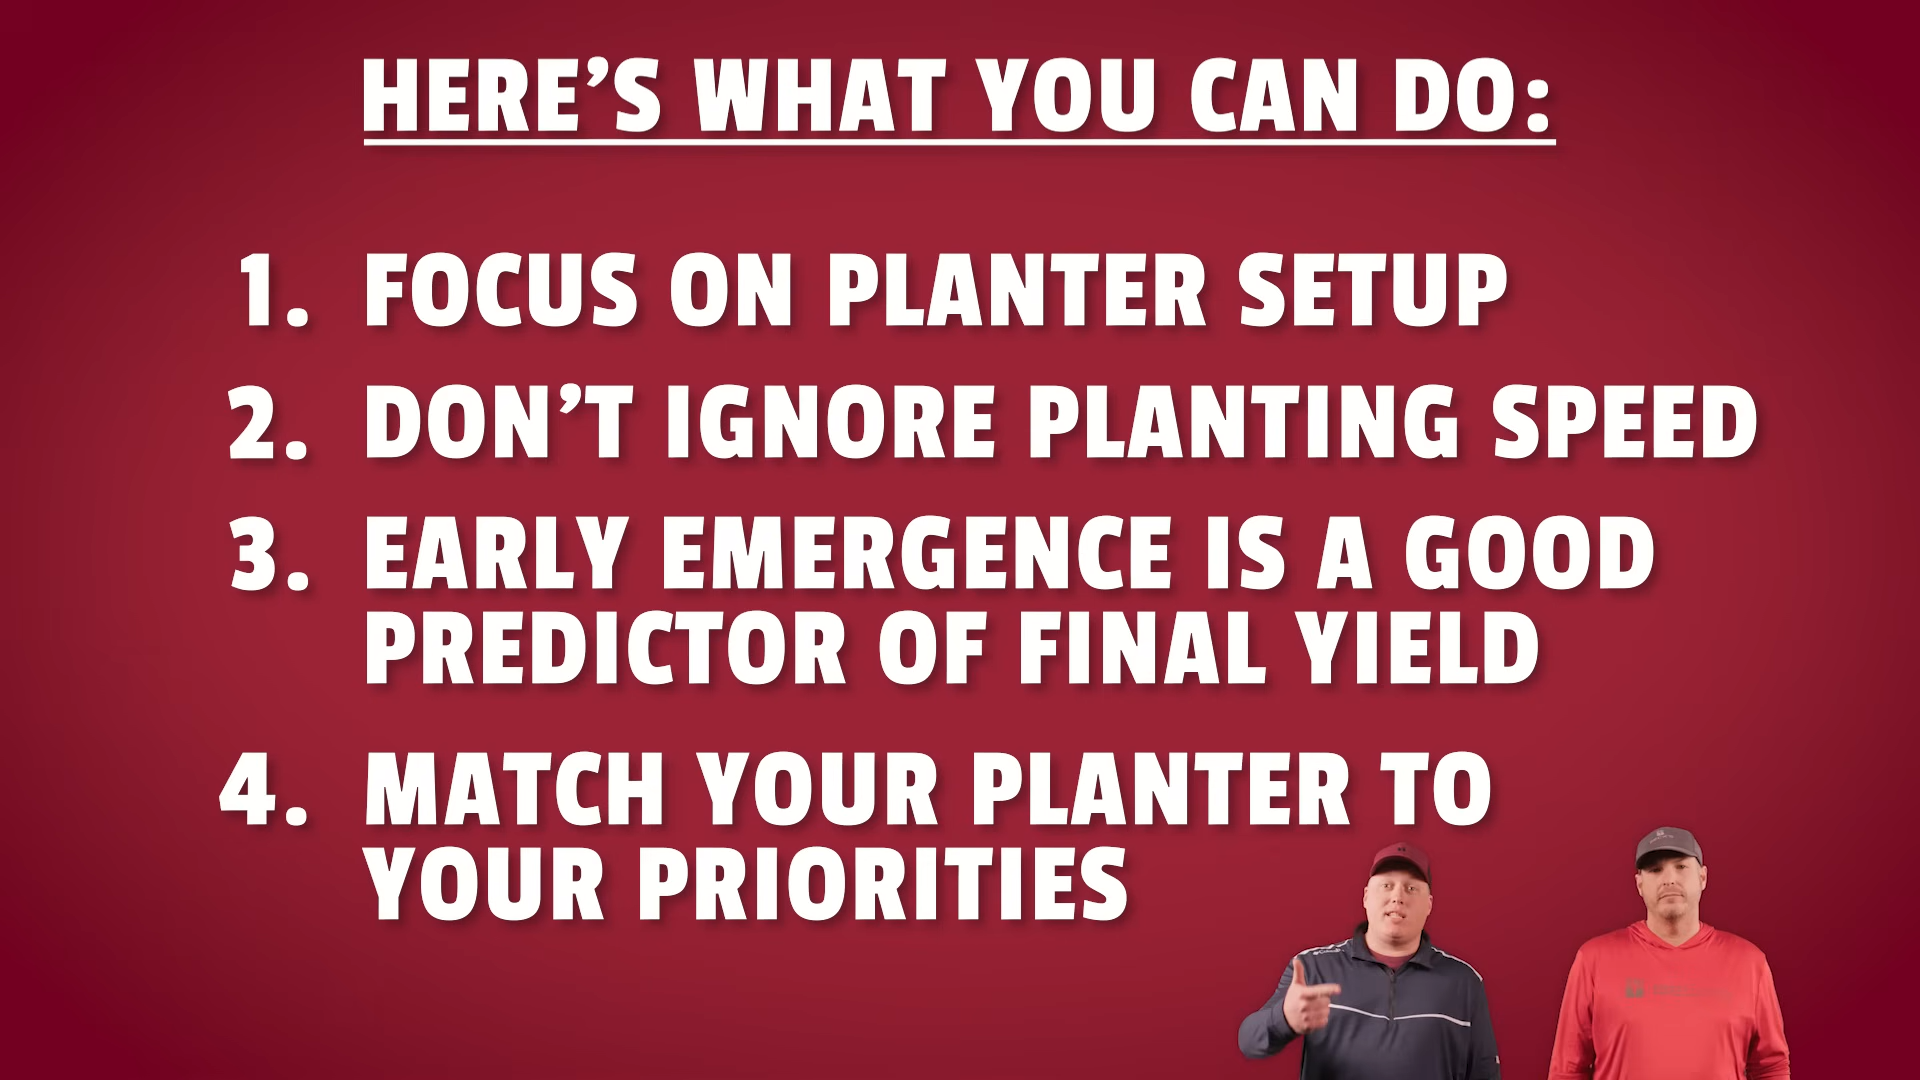 HERE’S WHAT YOU CAN DO:
1. FOCUS ON PLANTER SETUP
2. DON’T IGNORE PLANTING SPEED
3. EARLY EMERGENCE IS A GOOD
PREDICTOR OF FINAL YIELD
4. MATCH YOUR PLANTER TO
YOUR PRIORITIES